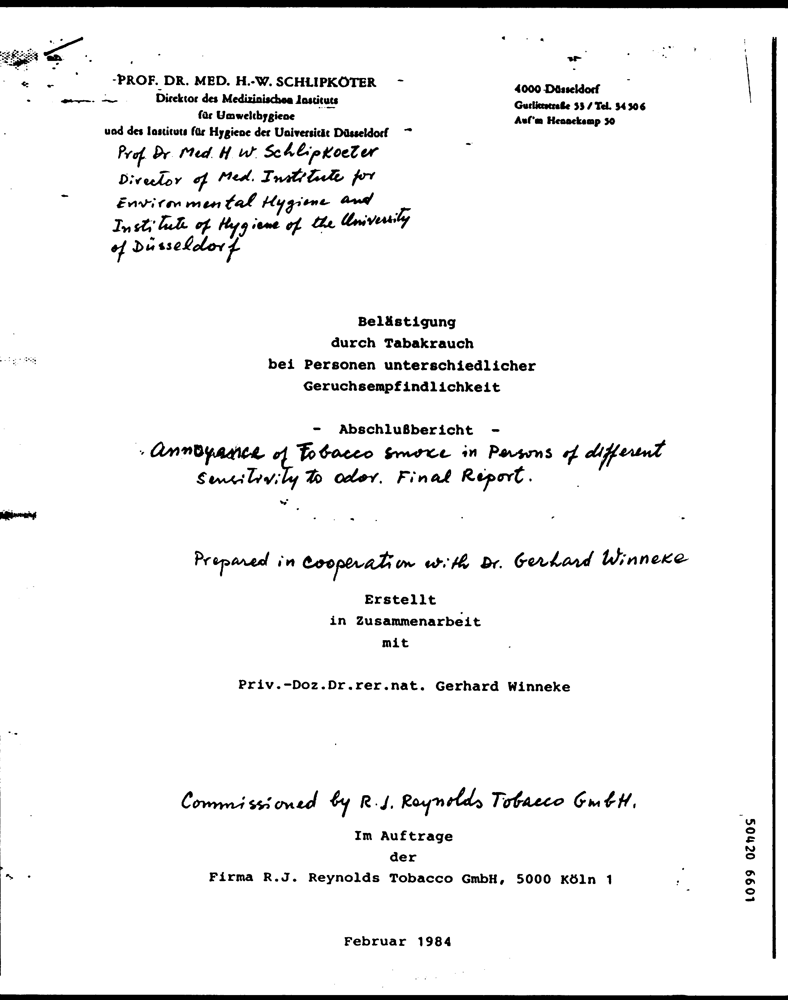 PROF. DR. MED. H.-W. SCHLIPKÖTER
Direktor des Medizinischen Instituts
für Umwelthygiene
und des Instituts für Hygiene der Universität Düsseldorf
4000 Düsseldorf
Gurlittstraße 53 / Tel. 34 50 6
Auf'm Hennekamp 50
Prof Dr Med. H W. Schlipkoeter
Director of Med. Institute for
Environmental Hygiene and
Institute of Hygiene of the University
of Düsseldorf
Belästigung
durch Tabakrauch
bei Personen unterschiedlicher
Geruchsempfindlichkeit
- Abschlußbericht -
Annoyance of Tobacco smoke in Persons of different
Sensitivity to odor. Final Report.
Prepared in cooperation with Dr. Gerhard Winneke
Erstellt
in Zusammenarbeit
mit
Priv.-Doz.Dr.rer.nat. Gerhard Winneke
Commissioned by R.J. Reynolds Tobacco GmbH.
Im Auftrage
der
Firma R.J. Reynolds Tobacco GmbH, 5000 Köln 1
Februar 1984
50420 6601